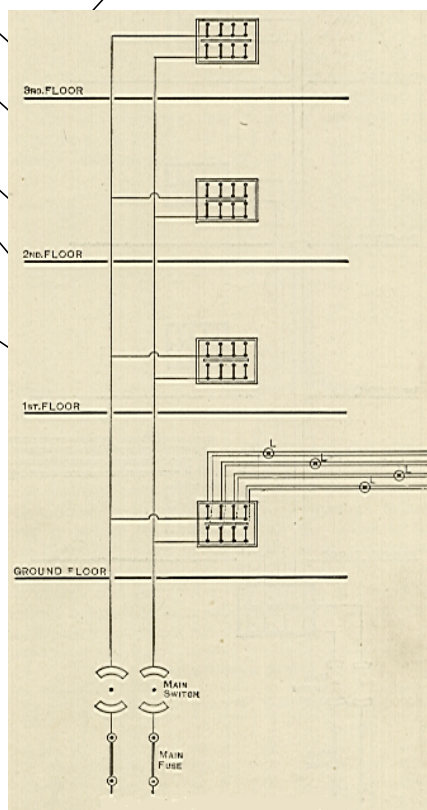 3RD.FLOOR
2ND.FLOOR
1ST.FLOOR
L
L
L
L
GROUND FLOOR
MAIN
SWITCH
MAIN
FUSE